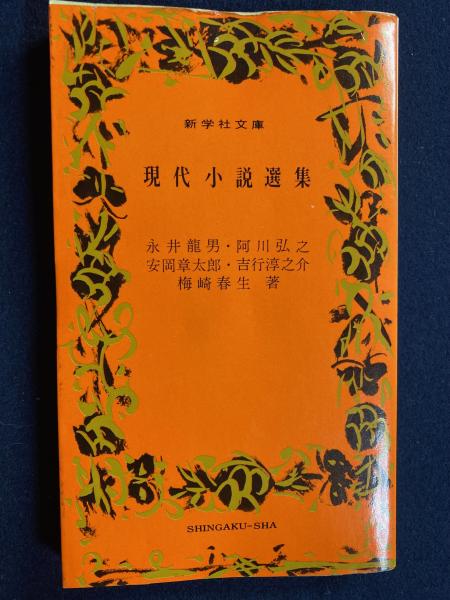 新学社文庫
現代小説選集
永井龍男・阿川弘之
安岡章太郎・吉行淳之介
梅崎春生 著
SHINGAKU-SHA